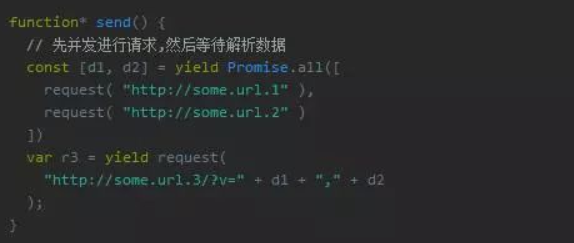 function* send() {
// 先并发进行请求,然后等待解析数据
const [d1, d2] = yield Promise.all([
request( "http://some.url.1" ),
request( "http://some.url.2" )
])
var r3 = yield request(
"http://some.url.3/?v=" + d1 + "," + d2
);
}